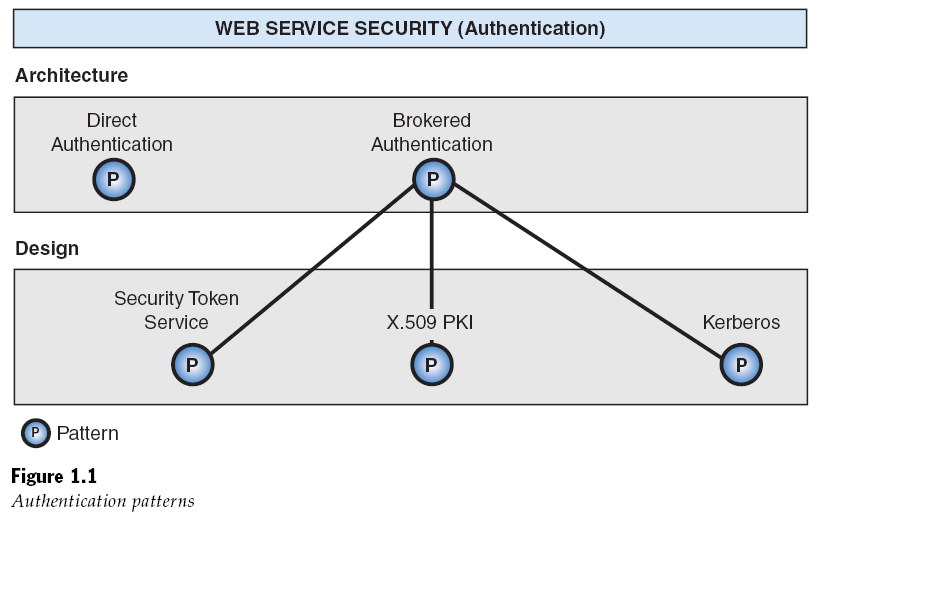 WEB SERVICE SECURITY (Authentication)
Architecture
Direct
Authentication
Brokered
Authentication
P
P
Design
Security Token
Service
X.509 PKI
Kerberos
P
P
P
P
Pattern
Figure 1.1
Authentication patterns